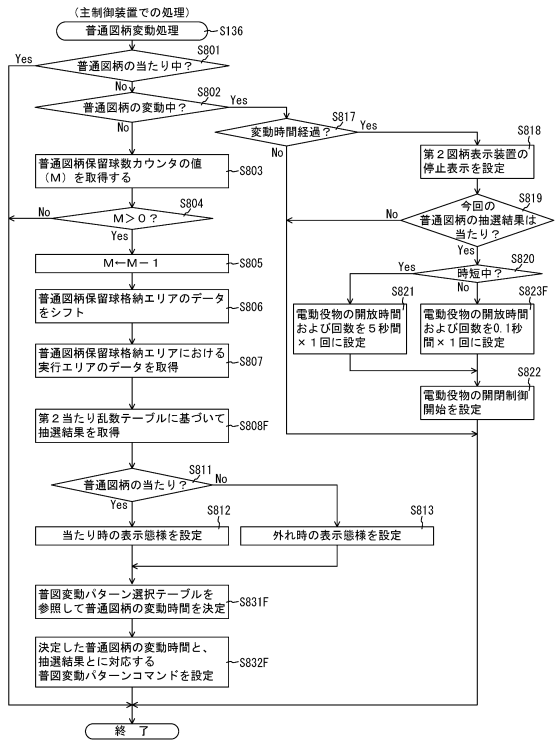 （主制御装置での処理）
普通図柄変動処理
S136
普通図柄の当たり中？
S801
Yes
No
普通図柄の変動中？
S802
Yes
No
普通図柄保留球数カウンタの値
（M）を取得する
S803
M＞0？
S804
No
Yes
M←M－1
S805
普通図柄保留球格納エリアのデータ
をシフト
S806
普通図柄保留球格納エリアにおける
実行エリアのデータを取得
S807
第２当たり乱数テーブルに基づいて
抽選結果を取得
S808F
普通図柄の当たり？
S811
No
Yes
当たり時の表示態様を設定
S812
外れ時の表示態様を設定
S813
普図変動パターン選択テーブルを
参照して普通図柄の変動時間を決定
S831F
決定した普通図柄の変動時間と、
抽選結果とに対応する
普図変動パターンコマンドを設定
S832F
変動時間経過？
S817
Yes
No
第２図柄表示装置の
停止表示を設定
S818
今回の
普通図柄の抽選結果は
当たり？
S819
No
Yes
時短中？
S820
Yes
No
電動役物の開放時間
および回数を５秒間
×１回に設定
S821
電動役物の開放時間
および回数を0.1秒
間×１回に設定
S823F
電動役物の開閉制御
開始を設定
S822
終　了